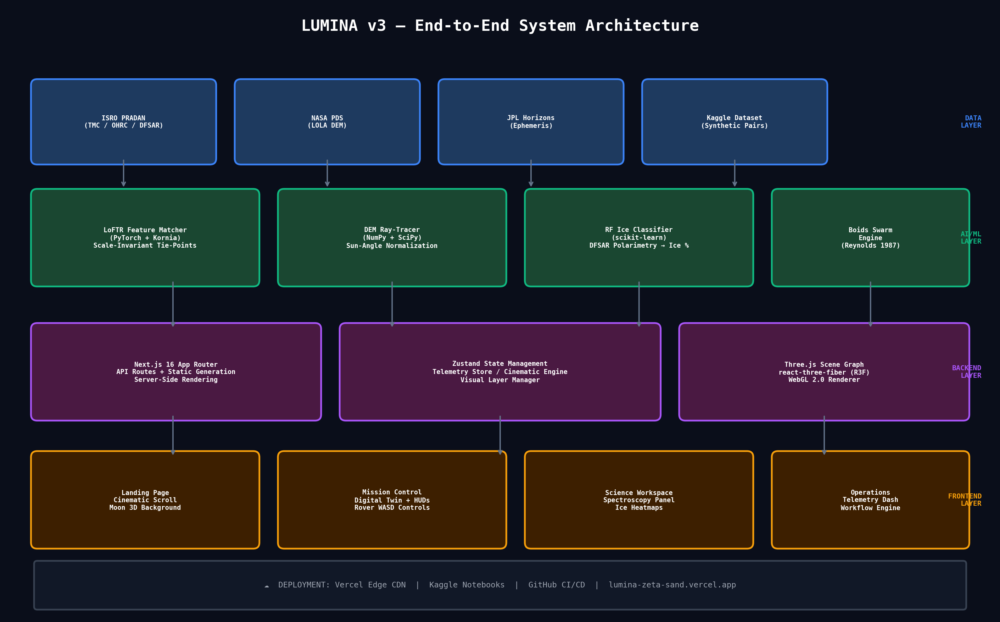 LUMINA v3 — End-to-End System Architecture
ISRO PRADAN
(TMC / OHRC / DFSAR)
NASA PDS
(LOLA DEM)
JPL Horizons
(Ephemeris)
Kaggle Dataset
(Synthetic Pairs)
DATA
LAYER
LoFTR Feature Matcher
(PyTorch + Kornia)
Scale-Invariant Tie-Points
DEM Ray-Tracer
(NumPy + SciPy)
Sun-Angle Normalization
RF Ice Classifier
(scikit-learn)
DFSAR Polarimetry → Ice %
Boids Swarm
Engine
(Reynolds 1987)
AI/ML
LAYER
Next.js 16 App Router
API Routes + Static Generation
Server-Side Rendering
Zustand State Management
Telemetry Store / Cinematic Engine
Visual Layer Manager
Three.js Scene Graph
react-three-fiber (R3F)
WebGL 2.0 Renderer
BACKEND
LAYER
Landing Page
Cinematic Scroll
Moon 3D Background
Mission Control
Digital Twin + HUDs
Rover WASD Controls
Science Workspace
Spectroscopy Panel
Ice Heatmaps
Operations
Telemetry Dash
Workflow Engine
FRONTEND
LAYER
☁ DEPLOYMENT: Vercel Edge CDN | Kaggle Notebooks | GitHub CI/CD | lumina-zeta-sand.vercel.app